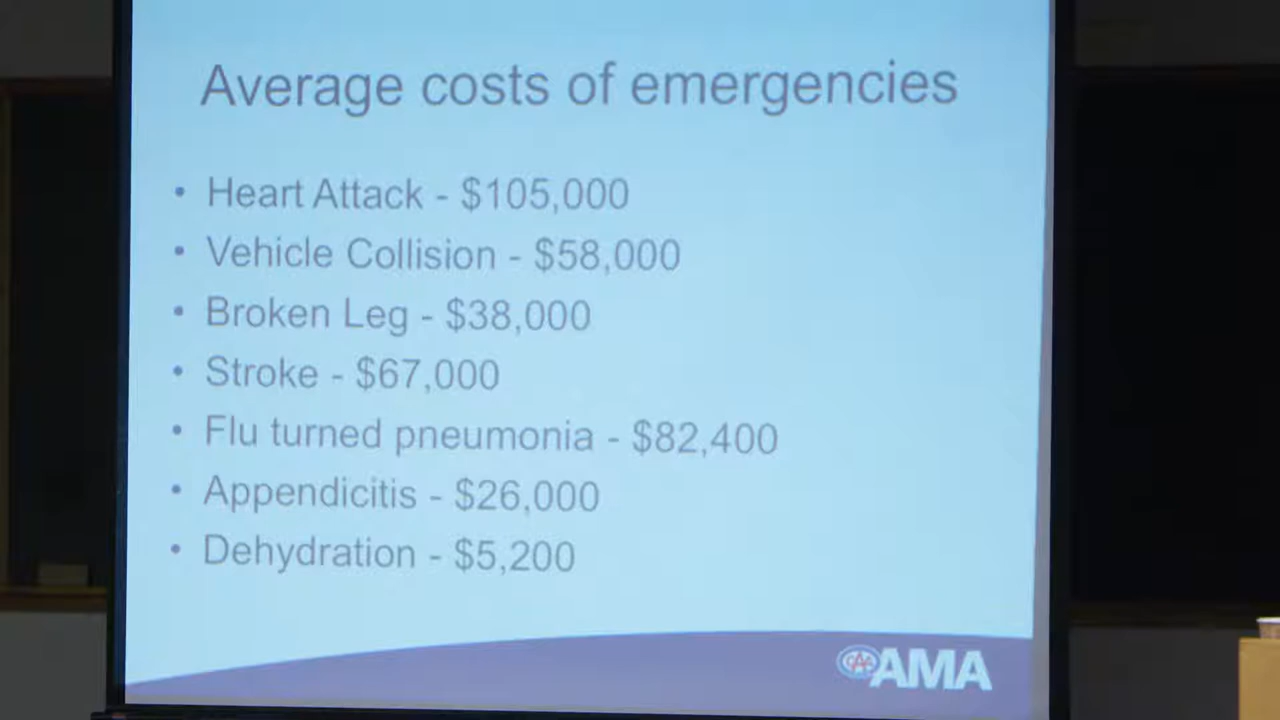 Average costs of emergencies
• Heart Attack - $105,000
• Vehicle Collision - $58,000
• Broken Leg - $38,000
• Stroke - $67,000
• Flu turned pneumonia - $82,400
• Appendicitis - $26,000
• Dehydration - $5,200
CAA AMA